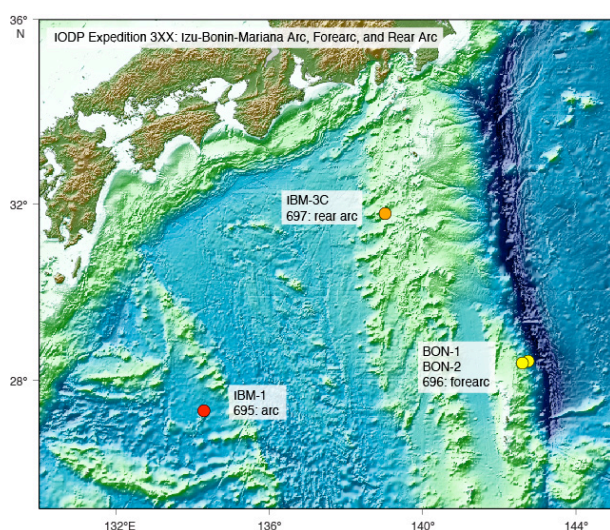 36°
N
IODP Expedition 3XX: Izu-Bonin-Mariana Arc, Forearc, and Rear Arc
32°
IBM-3C
697: rear arc
BON-1
BON-2
696: forearc
28°
IBM-1
695: arc
132°E
136°
140°
144°